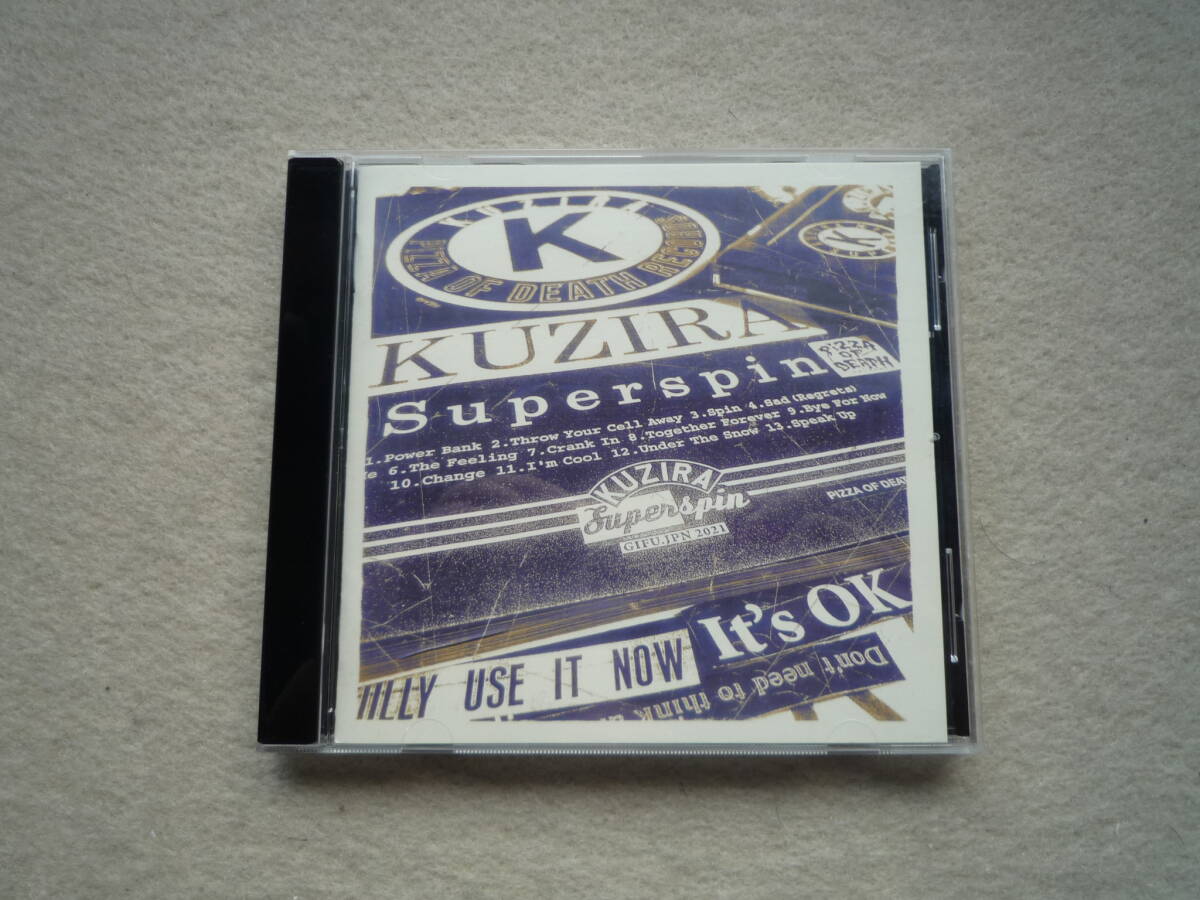 KUZIRA
K
PIZZA OF DEATH RECORDS
K
KUZIRA
Superspin
PIZZA
OF
DEATH
1.Power Bank 2.Throw Your Cell Away 3.Spin 4.Sad (Regrets)
6.The Feeling 7.Crank In 8.Together Forever 9.Bye For Now
10.Change 11.I'm Cool 12.Under The Snow 13.Speak Up
KUZIRA
Superspin
GIFU.JPN 2021
PIZZA OF DEAT
It's OK
LLY USE IT NOW
Don't need to think